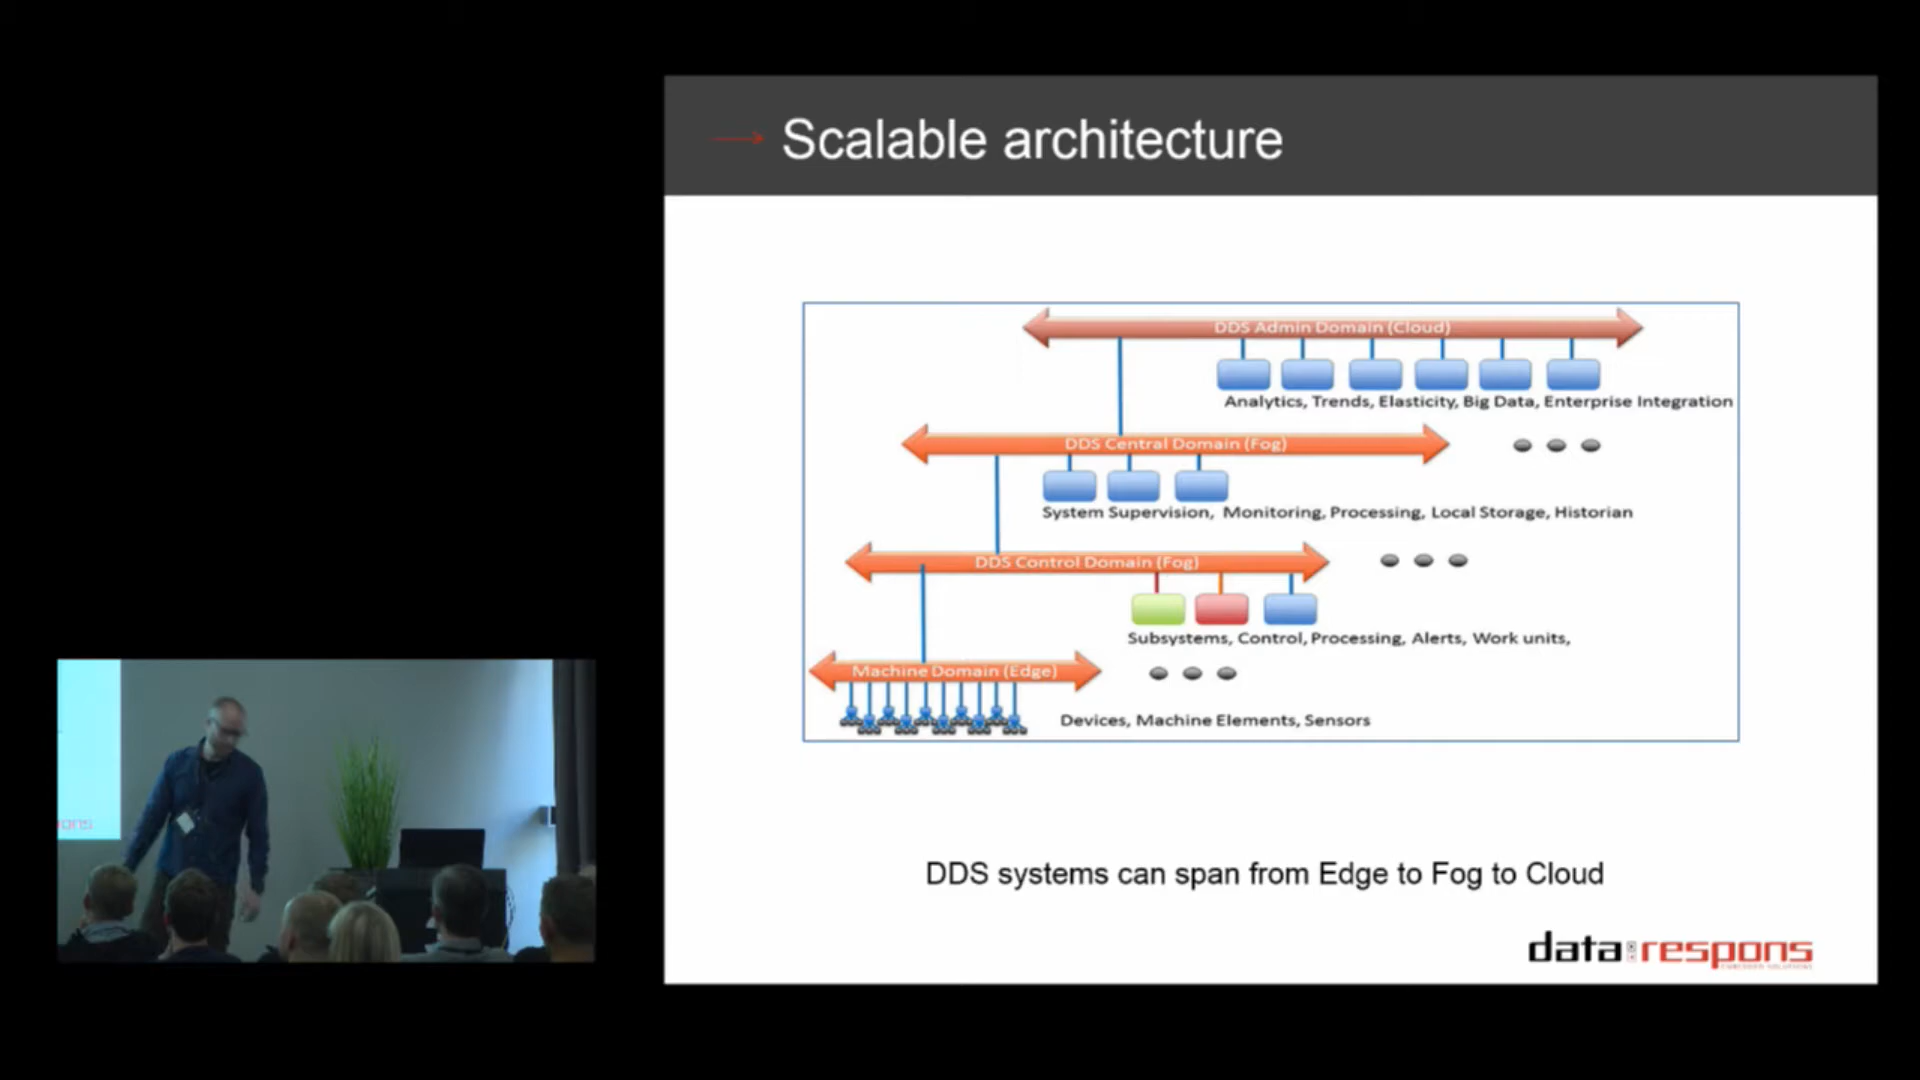 Scalable architecture
DDS Admin Domain (Cloud)
Analytics, Trends, Elasticity, Big Data, Enterprise Integration
DDS Central Domain (Fog)
System Supervision, Monitoring, Processing, Local Storage, Historian
DDS Control Domain (Fog)
Subsystems, Control, Processing, Alerts, Work units,
Machine Domain (Edge)
Devices, Machine Elements, Sensors
DDS systems can span from Edge to Fog to Cloud
data respons